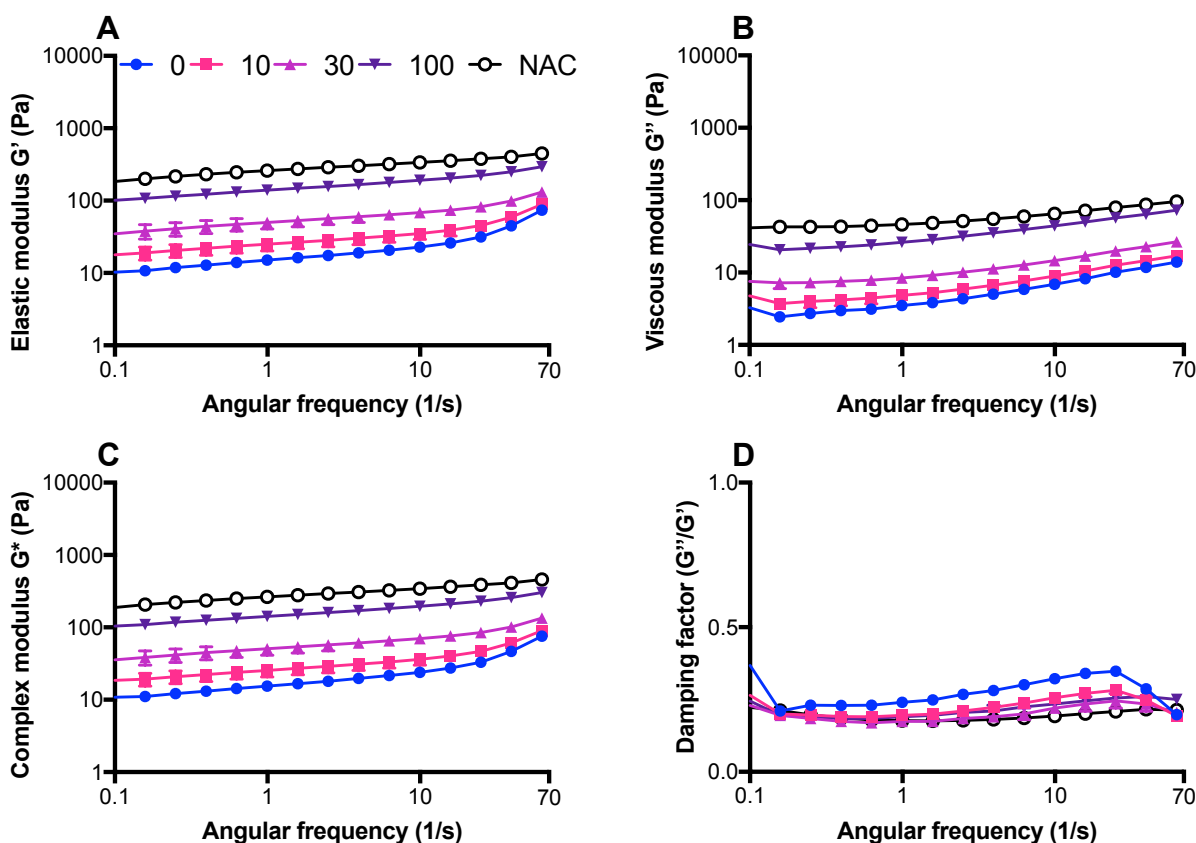 A
10000
0 10 30 100 NAC
1000
100
10
1
0.1 1 10 70
Elastic modulus G’ (Pa)
Angular frequency (1/s)
B
10000
1000
100
10
1
0.1 1 10 70
Viscous modulus G” (Pa)
Angular frequency (1/s)
C
10000
1000
100
10
1
0.1 1 10 70
Complex modulus G* (Pa)
Angular frequency (1/s)
D
1.0
0.5
0.0
0.1 1 10 70
Damping factor (G”/G’)
Angular frequency (1/s)